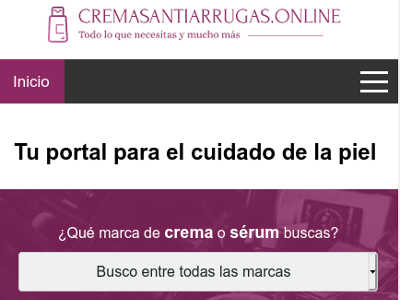 CREMASANTIARRUGAS.ONLINE
Todo lo que necesitas y mucho más
Inicio
Tu portal para el cuidado de la piel
¿Qué marca de crema o sérum buscas?
Busco entre todas las marcas